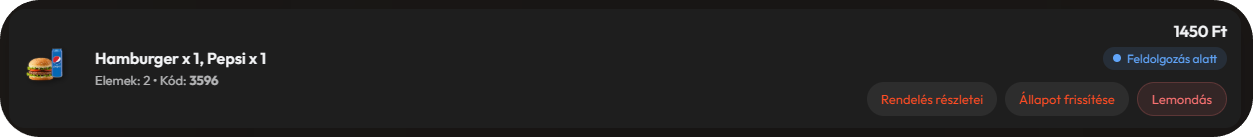 1450 Ft
Hamburger x 1, Pepsi x 1
Feldolgozás alatt
Elemek: 2 • Kód: 3596
Rendelés részletei
Állapot frissítése
Lemondás